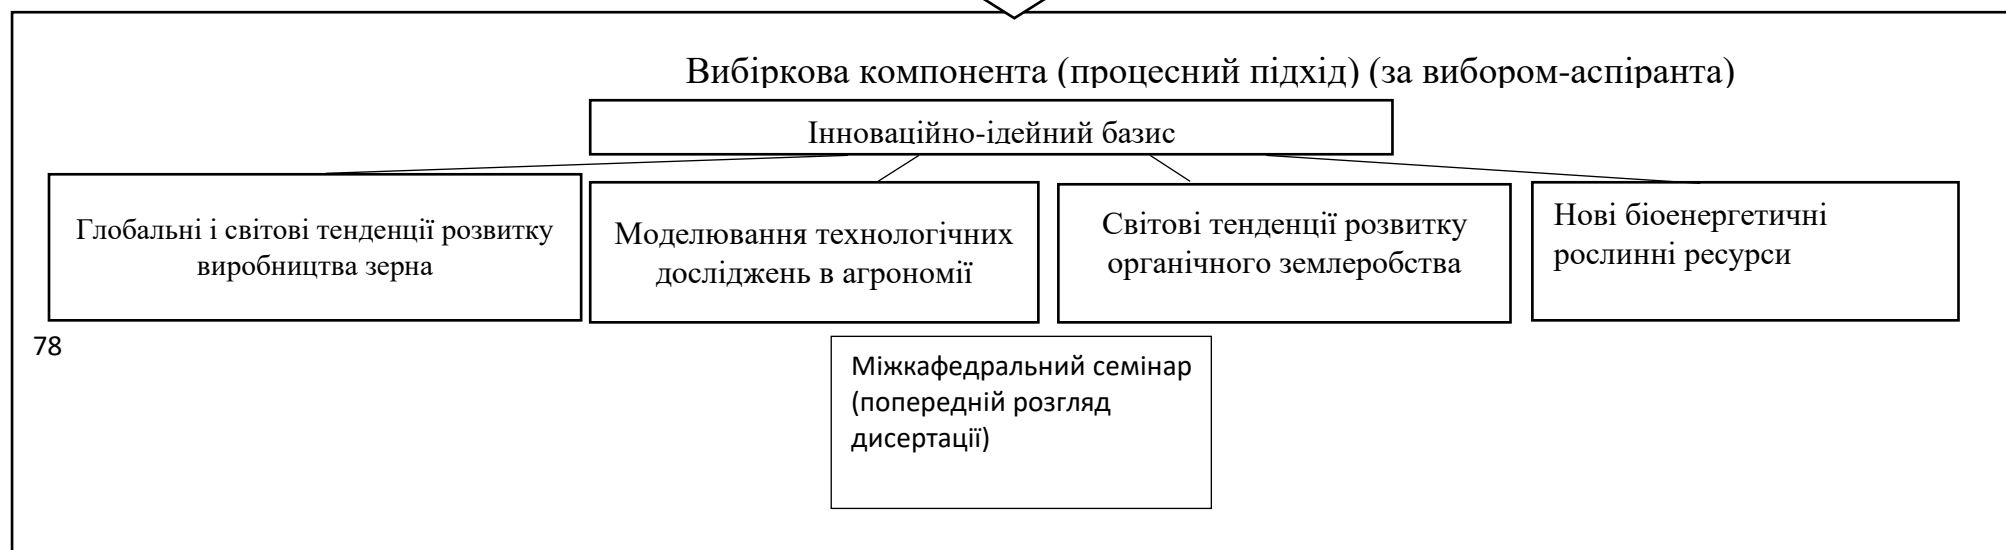 Вибіркова компонента (процесний підхід) (за вибором-аспіранта)
Інноваційно-ідейний базис
Глобальні і світові тенденції розвитку
виробництва зерна
Моделювання технологічних
досліджень в агрономії
Світові тенденції розвитку
органічного землеробства
Нові біоенергетичні
рослинні ресурси
78
Міжкафедральний семінар
(попередній розгляд
дисертації)